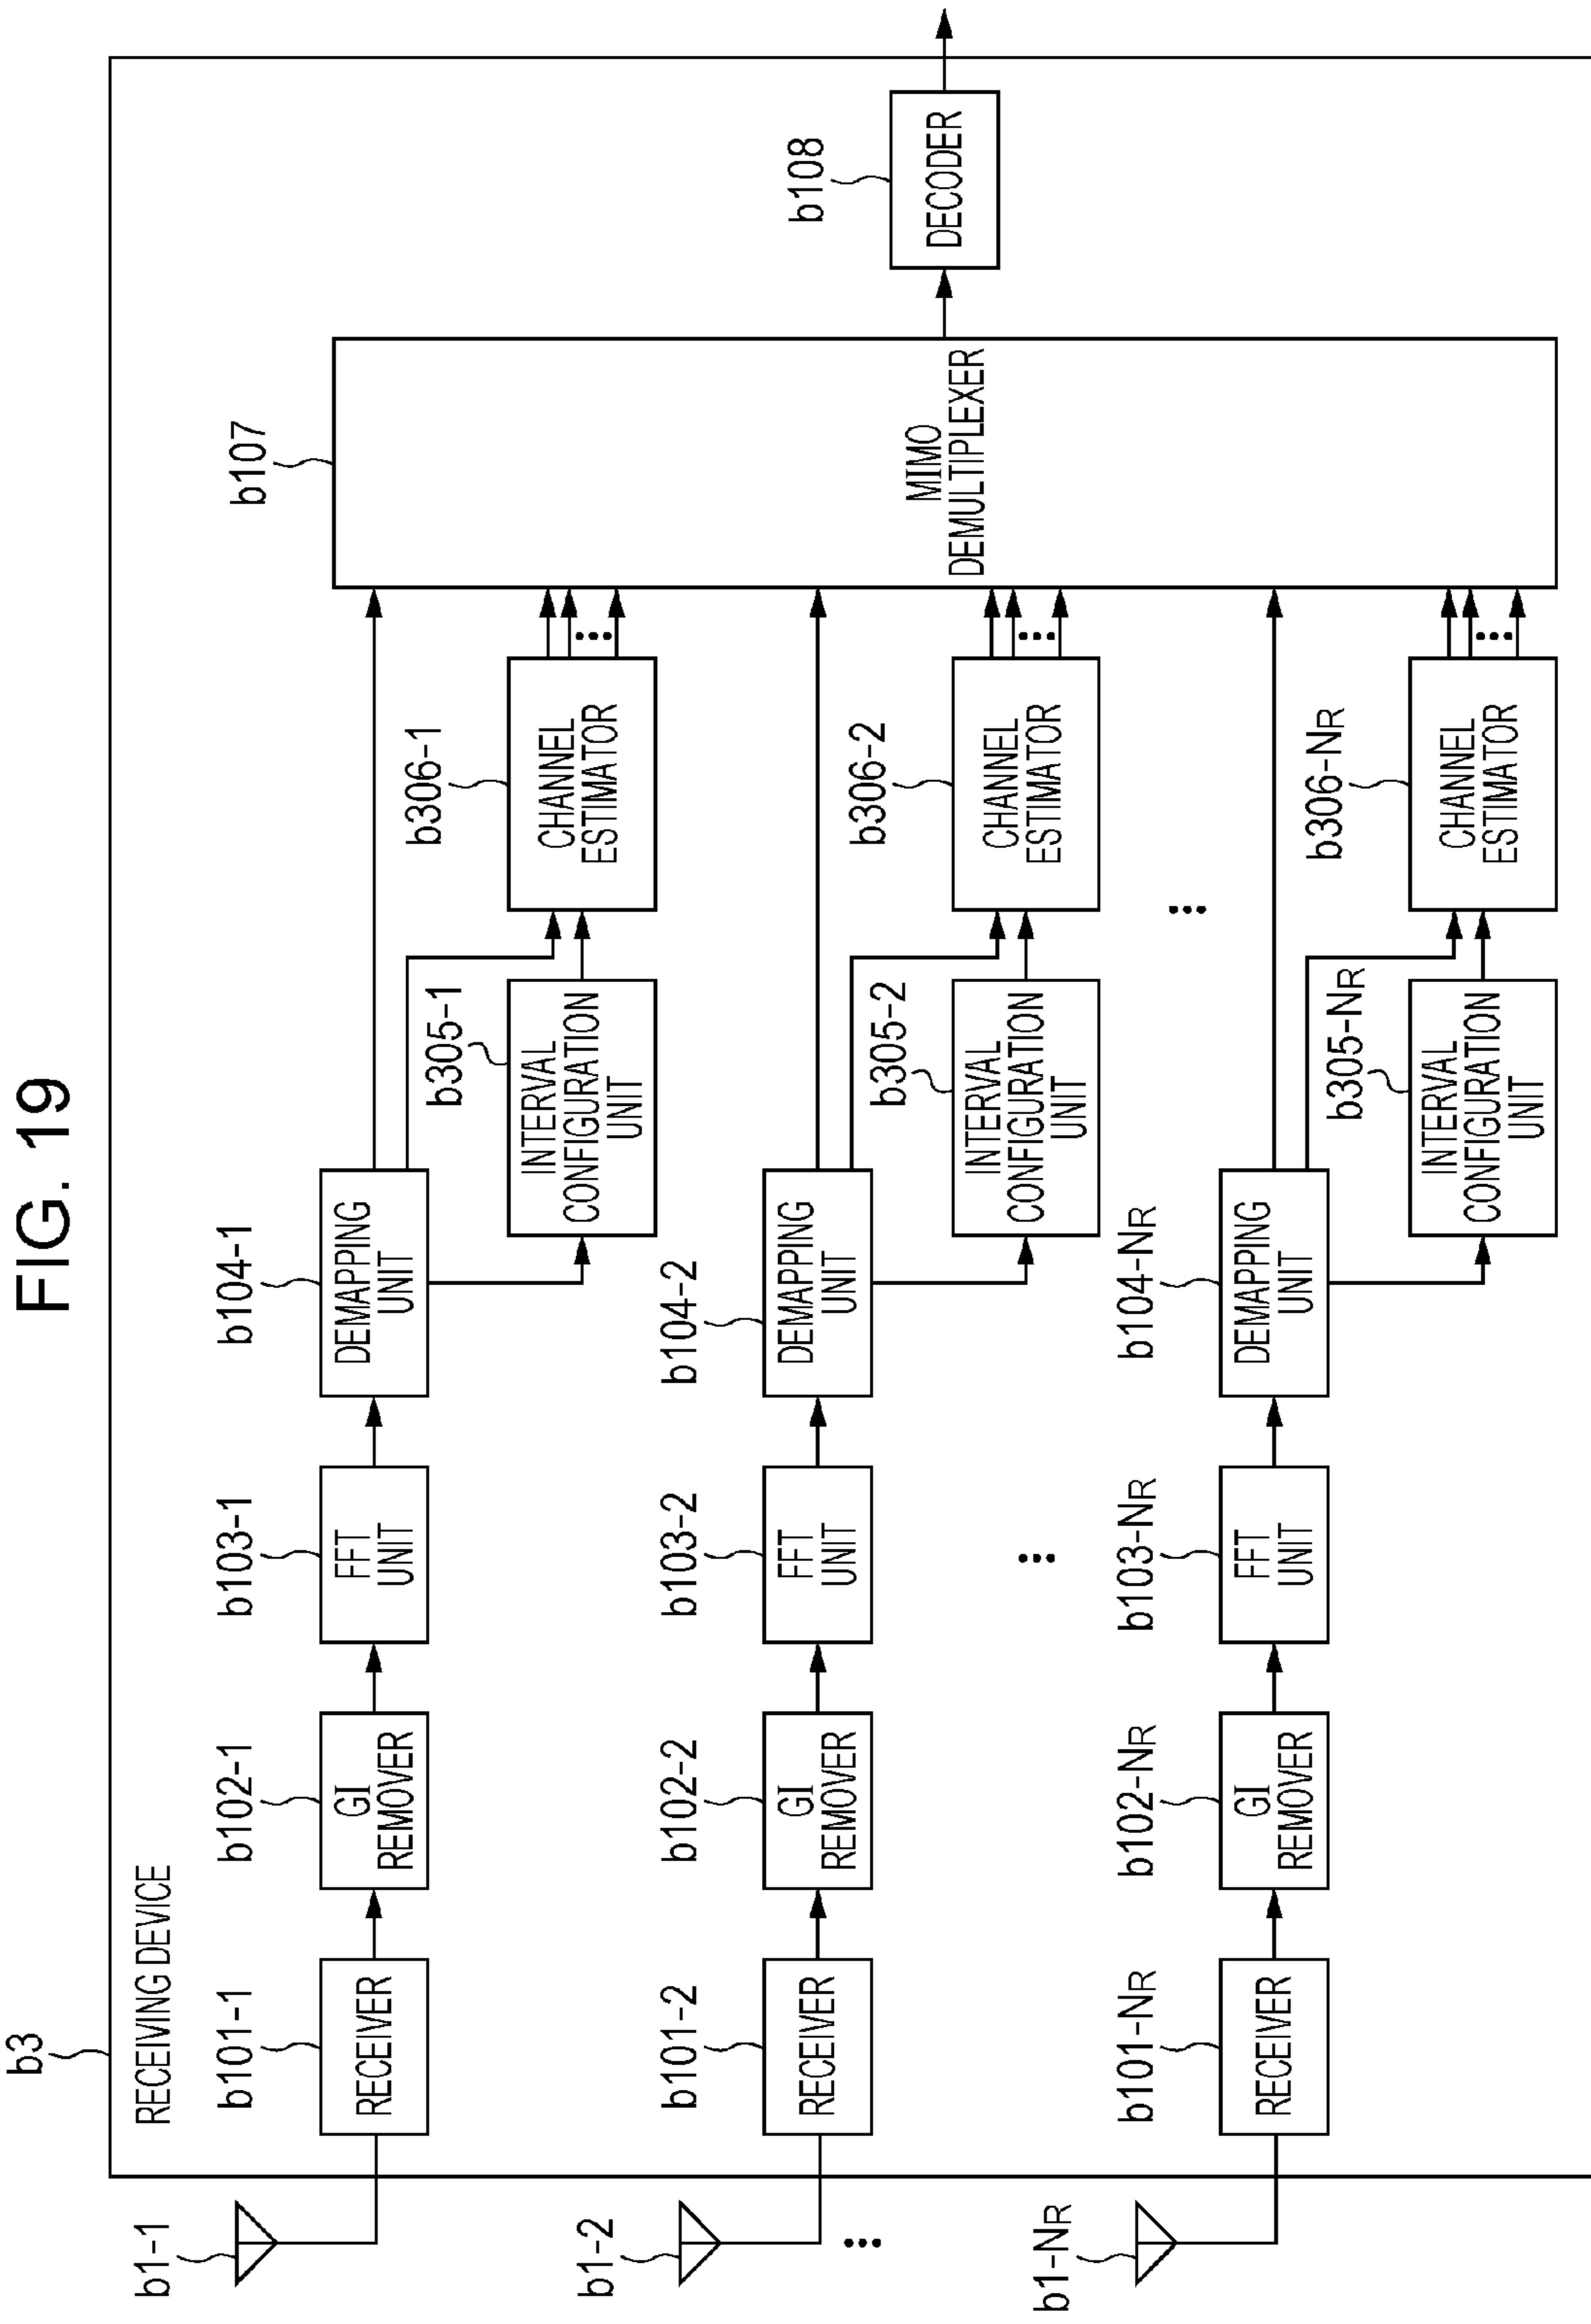 FIG. 19
b3
RECEIVING DEVICE
b1-1
b101-1
RECEIVER
b102-1
GI
REMOVER
b103-1
FFT
UNIT
b104-1
DEMAPPING
UNIT
b305-1
INTERVAL
CONFIGURATION
UNIT
b306-1
CHANNEL
ESTIMATOR
b107
MIMO
DEMULTIPLEXER
b108
DECODER
b1-2
b101-2
RECEIVER
b102-2
GI
REMOVER
b103-2
FFT
UNIT
b104-2
DEMAPPING
UNIT
b305-2
INTERVAL
CONFIGURATION
UNIT
b306-2
CHANNEL
ESTIMATOR
b1-NR
b101-NR
RECEIVER
b102-NR
GI
REMOVER
b103-NR
FFT
UNIT
b104-NR
DEMAPPING
UNIT
b305-NR
INTERVAL
CONFIGURATION
UNIT
b306-NR
CHANNEL
ESTIMATOR